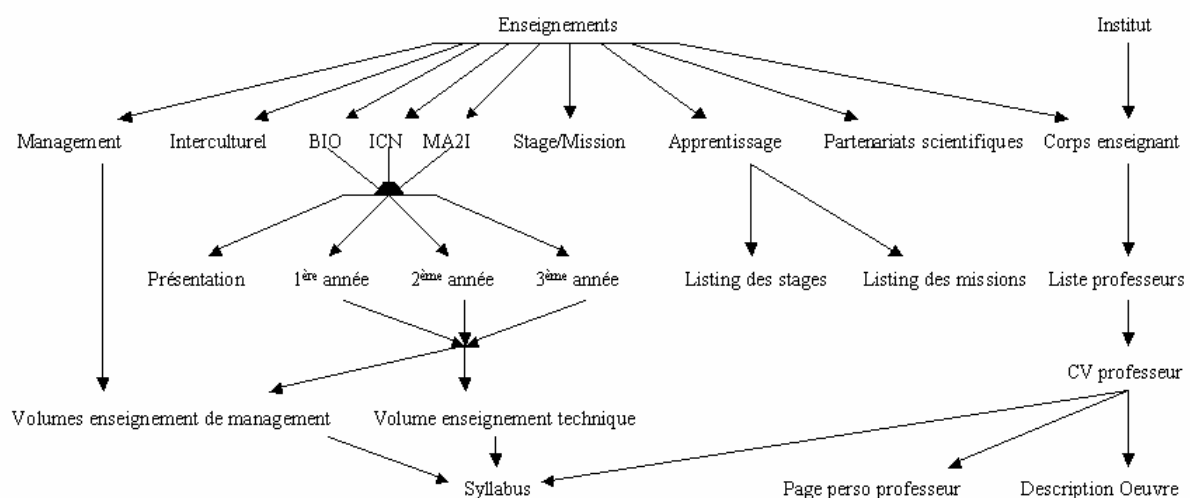 Enseignements Institut
Management Interculturel BIO ICN MA2I Stage/Mission Apprentissage Partenariats scientifiques Corps enseignant
Présentation 1ère année 2ème année 3ème année Listing des stages Listing des missions Liste professeurs
CV professeur
Volumes enseignement de management Volume enseignement technique
Syllabus Page perso professeur Description Oeuvre